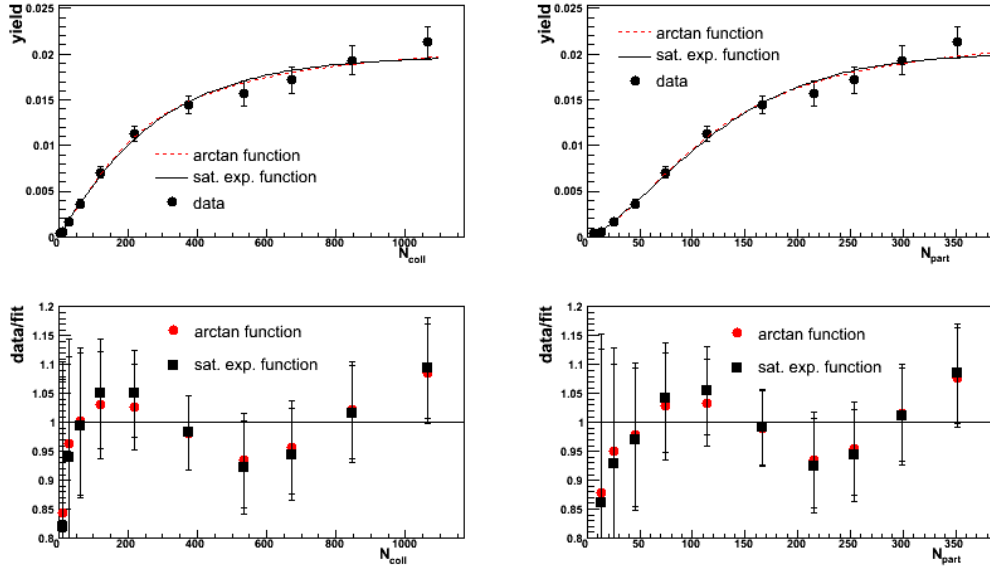 yield
0.025
0.02
0.015
0.01
0.005
0
arctan function
sat. exp. function
data
0 200 400 600 800 1000
N_coll
yield
0.025
0.02
0.015
0.01
0.005
0
arctan function
sat. exp. function
data
0 50 100 150 200 250 300 350
N_part
data/fit
1.2
1.15
1.1
1.05
1
0.95
0.9
0.85
0.8
arctan function
sat. exp. function
0 200 400 600 800 1000
N_coll
data/fit
1.2
1.15
1.1
1.05
1
0.95
0.9
0.85
0.8
arctan function
sat. exp. function
0 50 100 150 200 250 300 350
N_part